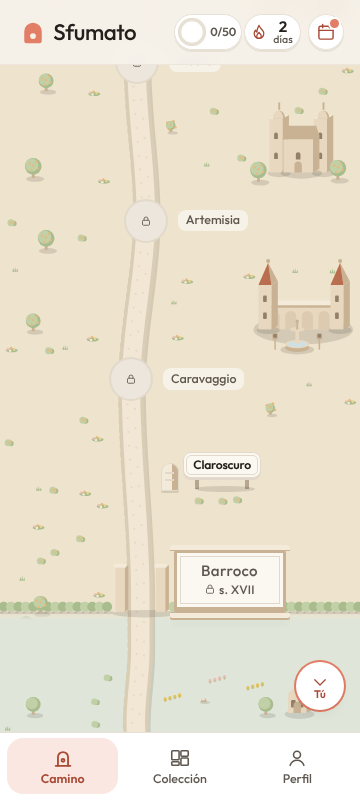 Sfumato
0/50
2
días
Artemisia
Caravaggio
Claroscuro
Barroco
s. XVII
Tú
Camino
Colección
Perfil